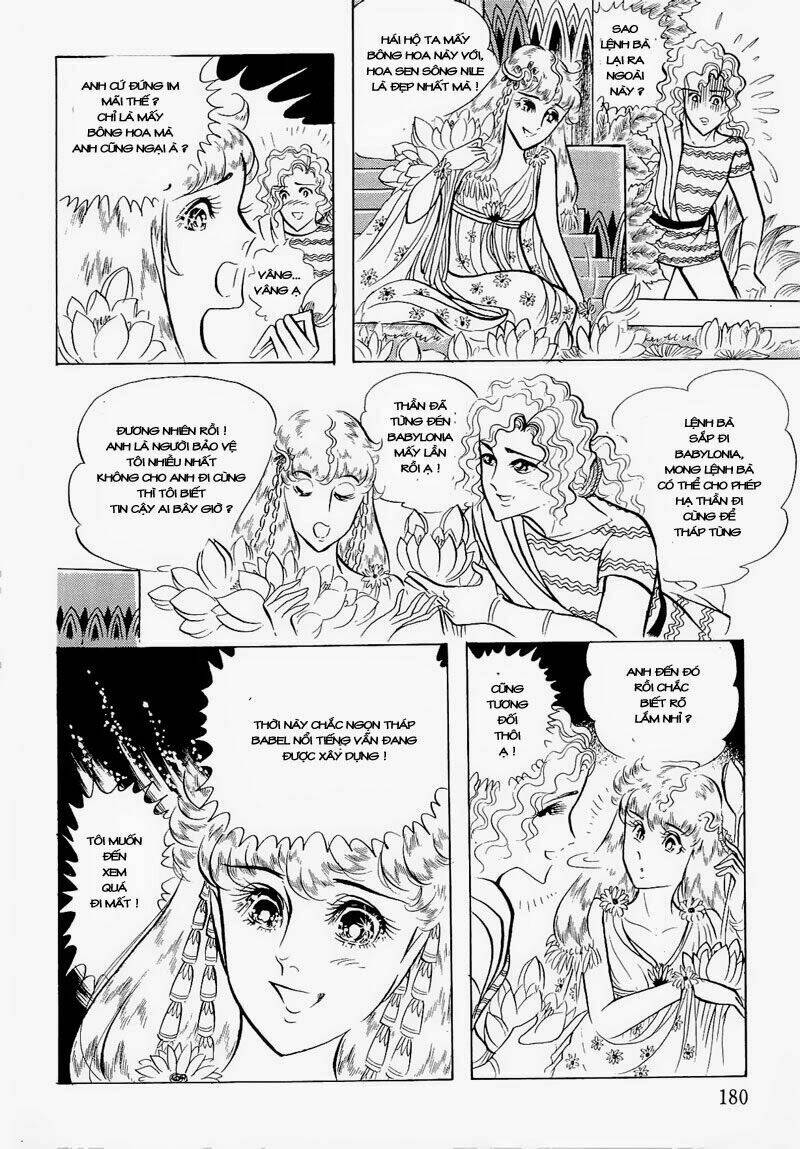 SAO
LỆNH BÀ
LẠI RA
NGOÀI
NÀY ?
HÁI HỘ TA MẤY
BÔNG HOA NÀY VỚI,
HOA SEN SÔNG NILE
LÀ ĐẸP NHẤT MÀ !
ANH CỨ ĐỨNG IM
MÃI THẾ ?
CHỈ LÀ MẤY
BÔNG HOA MÀ
ANH CŨNG NGẠI À ?
VÂNG...
VÂNG Ạ
LỆNH BÀ
SẮP ĐI
BABYLONIA,
MONG LỆNH BÀ
CÓ THỂ CHO PHÉP
HẠ THẦN ĐI
CÙNG ĐỂ
THÁP TÙNG
THẦN ĐÃ
TỪNG ĐẾN
BABYLONIA
MẤY LẦN
RỒI Ạ !
ĐƯƠNG NHIÊN RỒI !
ANH LÀ NGƯỜI BẢO VỆ
TÔI NHIỀU NHẤT
KHÔNG CHO ANH ĐI CÙNG
THÌ TÔI BIẾT
TIN CẬY AI BÂY GIỜ ?
ANH ĐẾN ĐÓ
RỒI CHẮC
BIẾT RÕ
LẮM NHỈ ?
CŨNG
TƯƠNG
ĐỐI
THÔI
Ạ !
THỜI NÀY CHẮC NGỌN THÁP
BABEL NỔI TIẾNG VẪN ĐANG
ĐƯỢC XÂY DỰNG !
TÔI MUỐN
ĐẾN
XEM
QUÁ
ĐI MẤT !
180